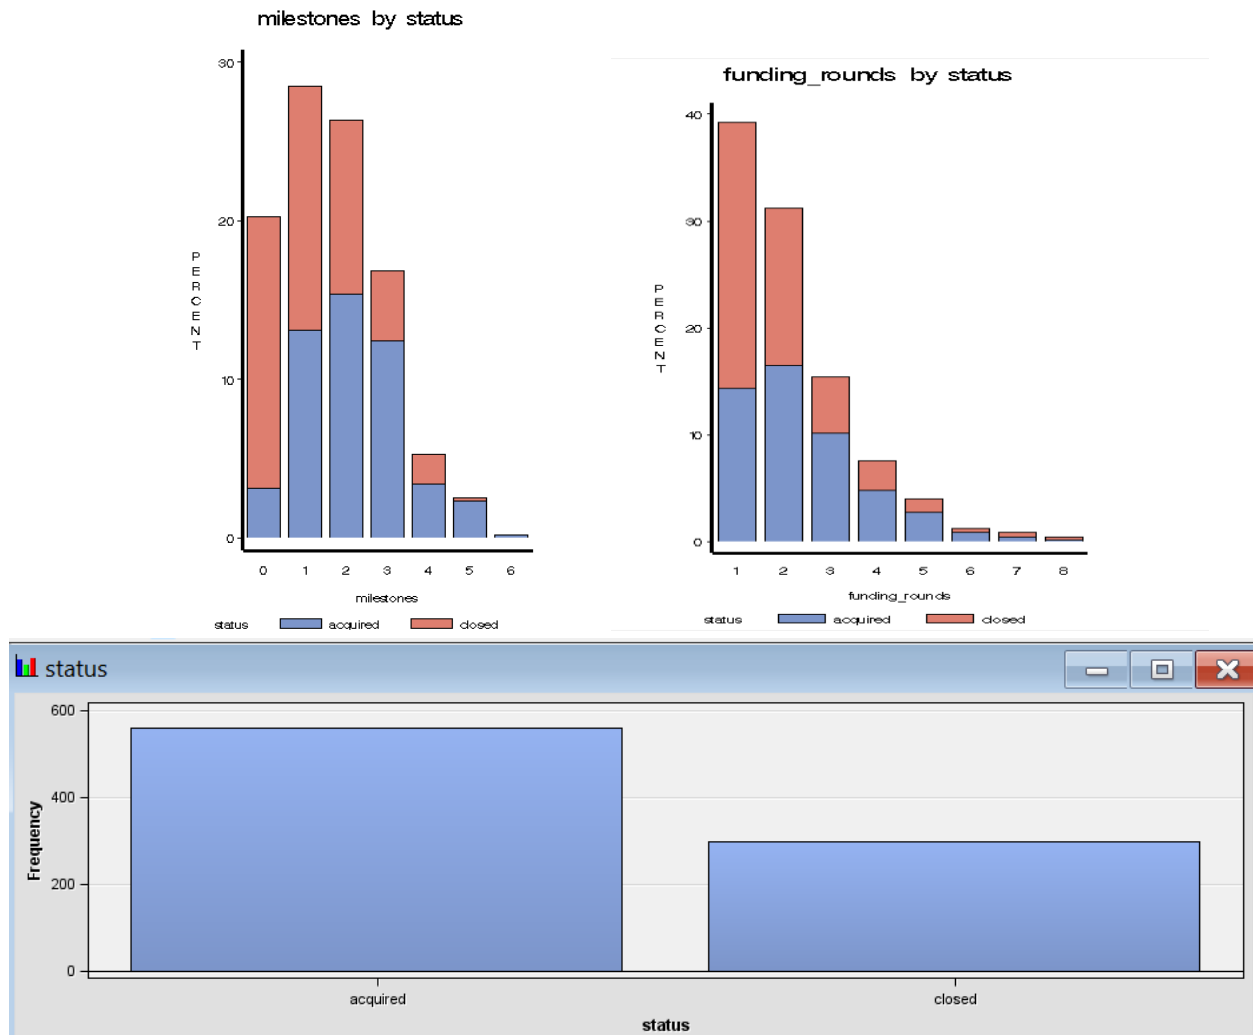 milestones by status
30
20
10
0
PERCENT
0 1 2 3 4 5 6
milestones
status acquired closed
funding_rounds by status
40
30
20
10
0
PERCENT
1 2 3 4 5 6 7 8
funding_rounds
status acquired closed
status
600
400
200
0
Frequency
acquired closed
status